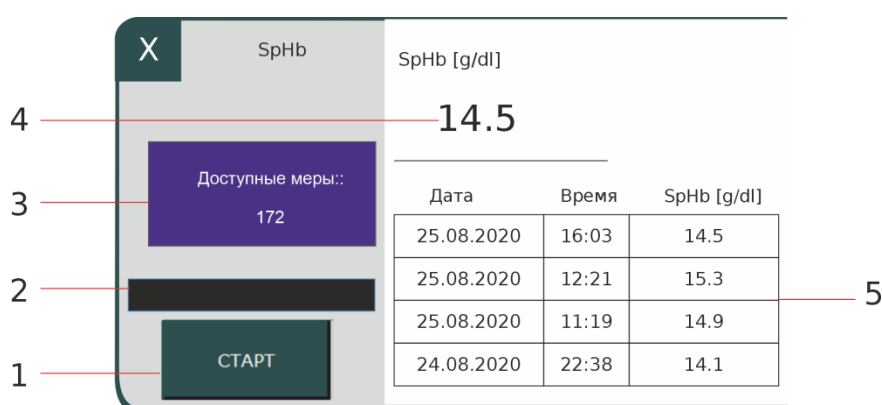 X
SpHb
SpHb [g/dl]
4
14.5
3
Доступные меры::
172
2
1
СТАРТ
Дата Время SpHb [g/dl]
25.08.2020 16:03 14.5
25.08.2020 12:21 15.3
25.08.2020 11:19 14.9
24.08.2020 22:38 14.1
5